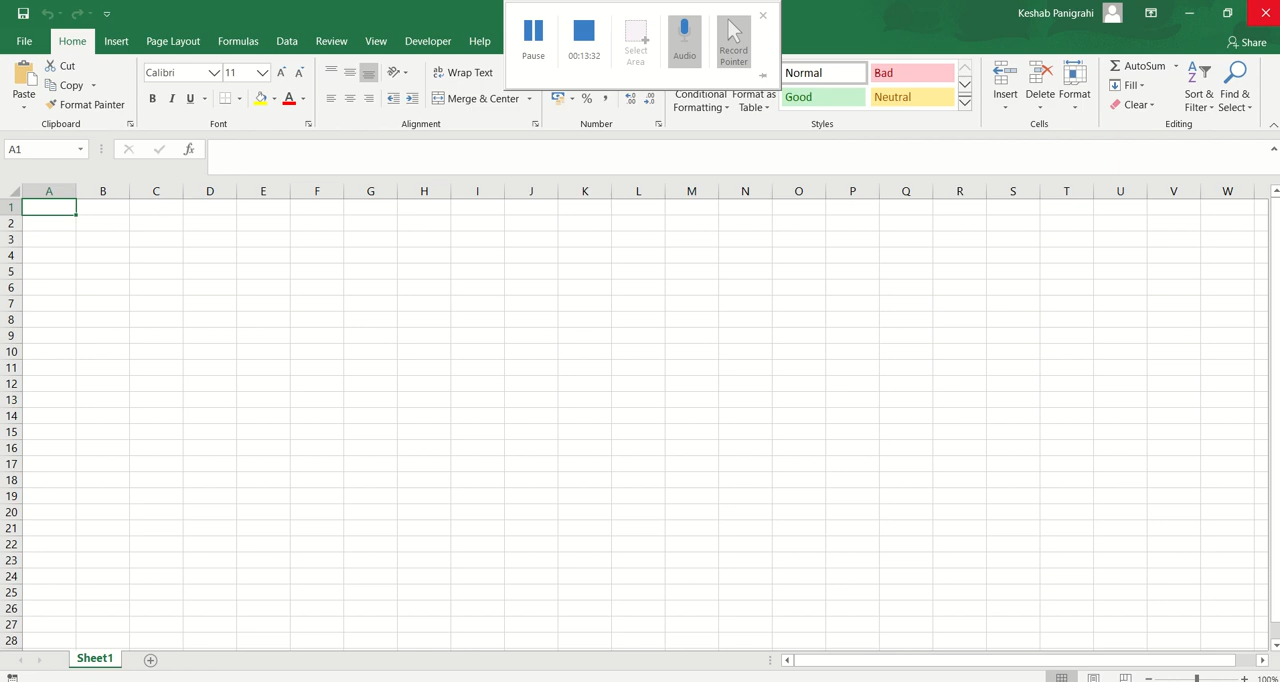 Keshab Panigrahi
File Home Insert Page Layout Formulas Data Review View Developer Help
Share
Pause 00:13:32 Select Area Audio Record Pointer
Paste Cut Copy Format Painter
Calibri 11 A A
B I U A
ab Wrap Text
Merge & Center
% ,
Conditional Formatting Format as Table
Normal Bad
Good Neutral
Insert Delete Format
AutoSum
Fill
Clear
Sort & Filter Find & Select
Clipboard Font Alignment Number Styles Cells Editing
A1 fx
A B C D E F G H I J K L M N O P Q R S T U V W
1
2
3
4
5
6
7
8
9
10
11
12
13
14
15
16
17
18
19
20
21
22
23
24
25
26
27
28
Sheet1
100%